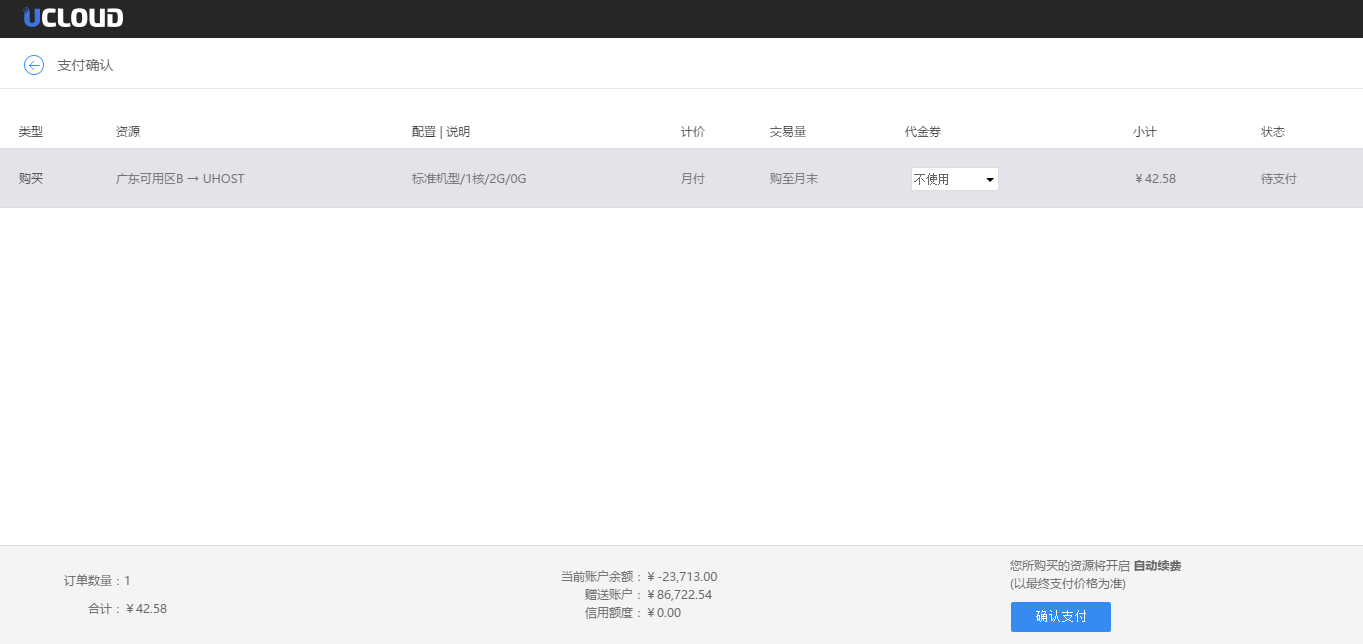 UCLOUD
支付确认
类型 资源 配置 | 说明 计价 交易量 代金券 小计 状态
购买 广东可用区B → UHOST 标准机型/1核/2G/0G 月付 购至月末 不使用 ¥ 42.58 待支付
订单数量：1
合计：¥ 42.58
当前账户余额：¥ -23,713.00
赠送账户：¥ 86,722.54
信用额度：¥ 0.00
您所购买的资源将开启 自动续费
(以最终支付价格为准)
确认支付